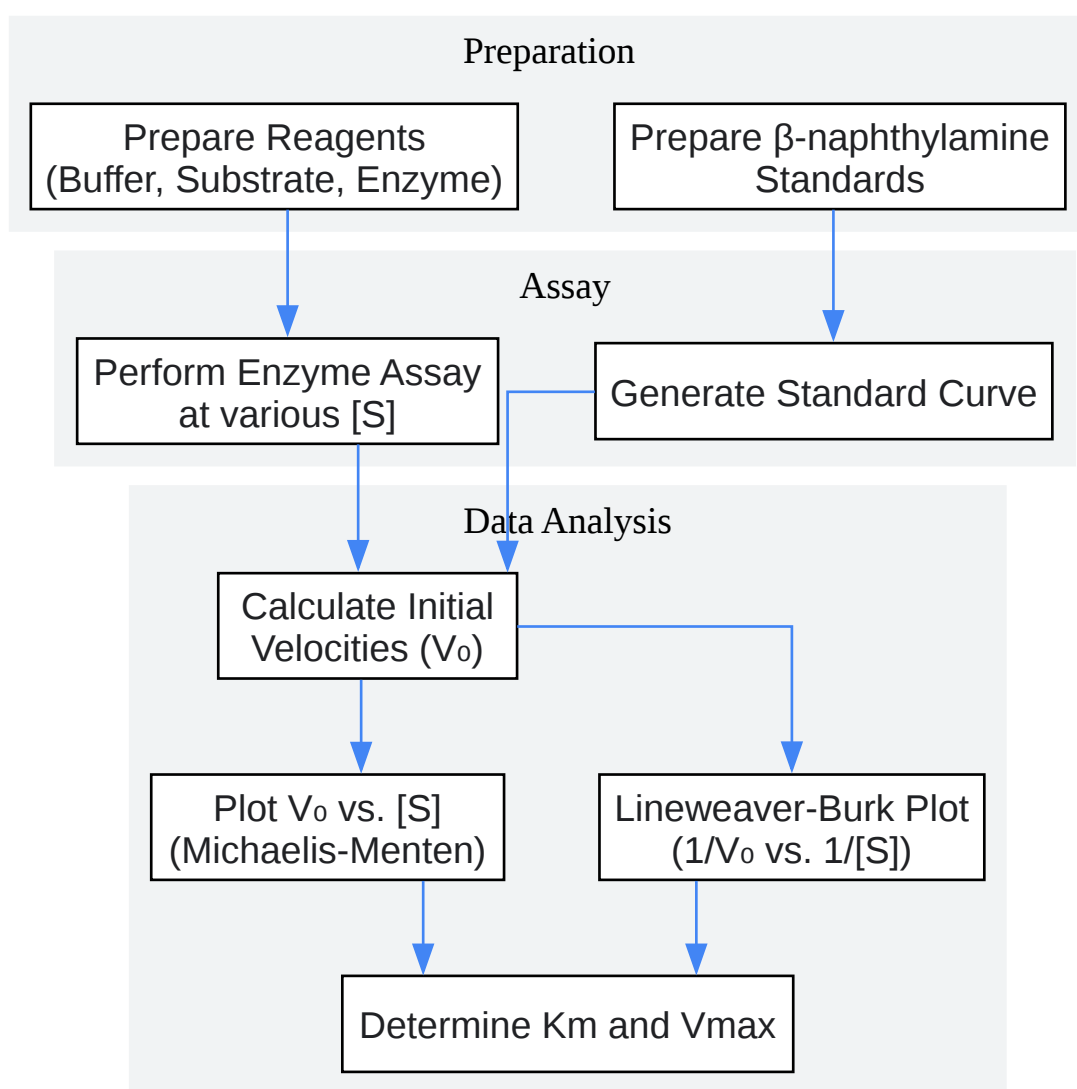 Preparation
Prepare Reagents
(Buffer, Substrate, Enzyme)
Prepare β-naphthylamine
Standards
Assay
Perform Enzyme Assay
at various [S]
Generate Standard Curve
Data Analysis
Calculate Initial
Velocities (V₀)
Plot V₀ vs. [S]
(Michaelis-Menten)
Lineweaver-Burk Plot
(1/V₀ vs. 1/[S])
Determine Km and Vmax